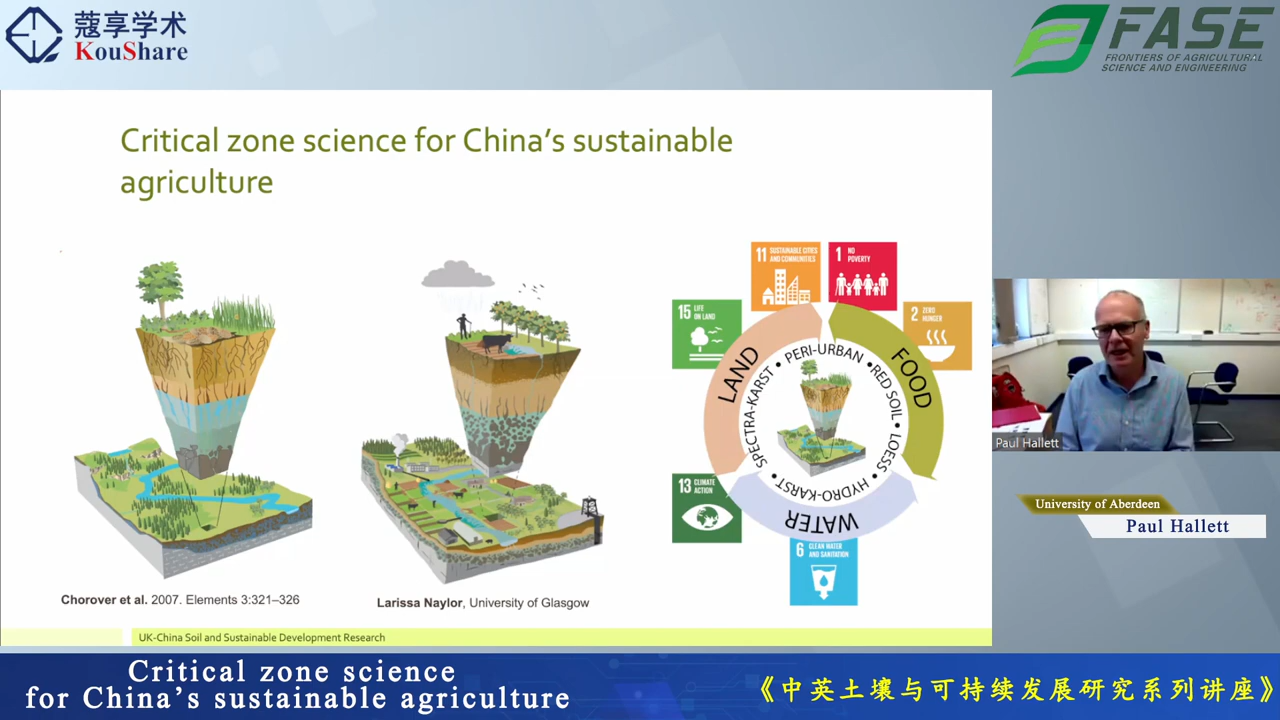 蔻享学术
KouShare
FASE
FRONTIERS OF AGRICULTURAL
SCIENCE AND ENGINEERING
Critical zone science for China's sustainable
agriculture
11 SUSTAINABLE CITIES
AND COMMUNITIES
1 NO
POVERTY
15 LIFE
ON LAND
2 ZERO
HUNGER
LAND
FOOD
WATER
PERI-URBAN • RED SOIL • LOESS • HYDRO-KARST • SPECTRA-KARST •
13 CLIMATE
ACTION
6 CLEAN WATER
AND SANITATION
Chorover et al. 2007. Elements 3:321–326
Larissa Naylor, University of Glasgow
UK-China Soil and Sustainable Development Research
Paul Hallett
University of Aberdeen
Paul Hallett
Critical zone science
for China's sustainable agriculture
《中英土壤与可持续发展研究系列讲座》